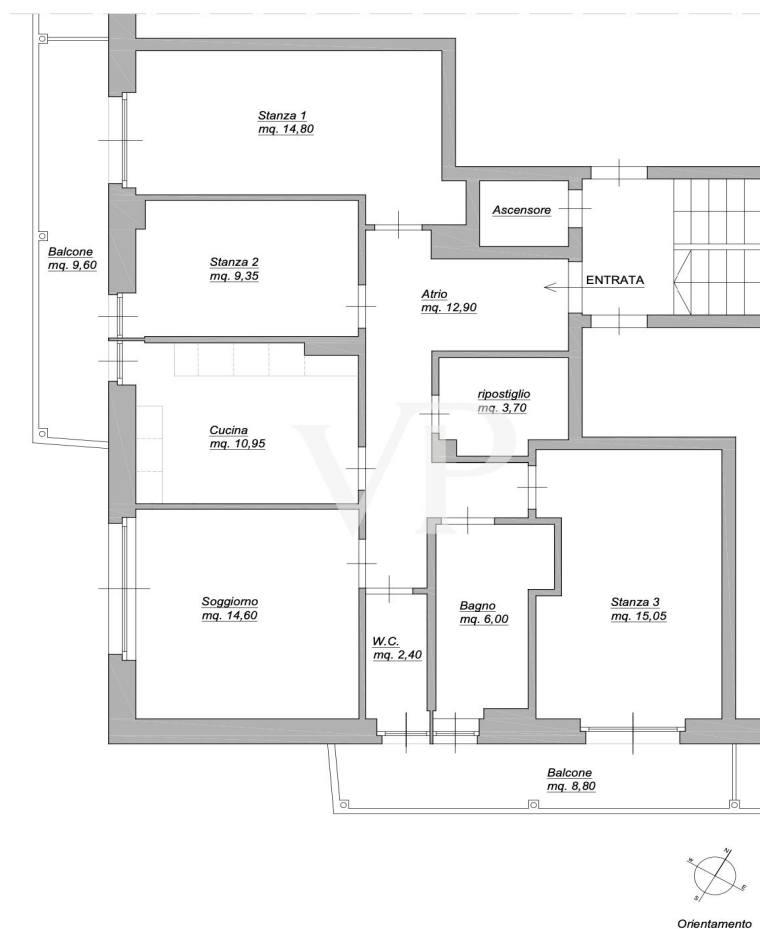 Stanza 1
mq. 14,80
Ascensore
Balcone
mq. 9,60
Stanza 2
mq. 9,35
Atrio
mq. 12,90
ENTRATA
ripostiglio
mq. 3,70
Cucina
mq. 10,95
VP
Soggiorno
mq. 14,60
Bagno
mq. 6,00
Stanza 3
mq. 15,05
W.C.
mq. 2,40
Balcone
mq. 8,80
N
W
E
S
Orientamento